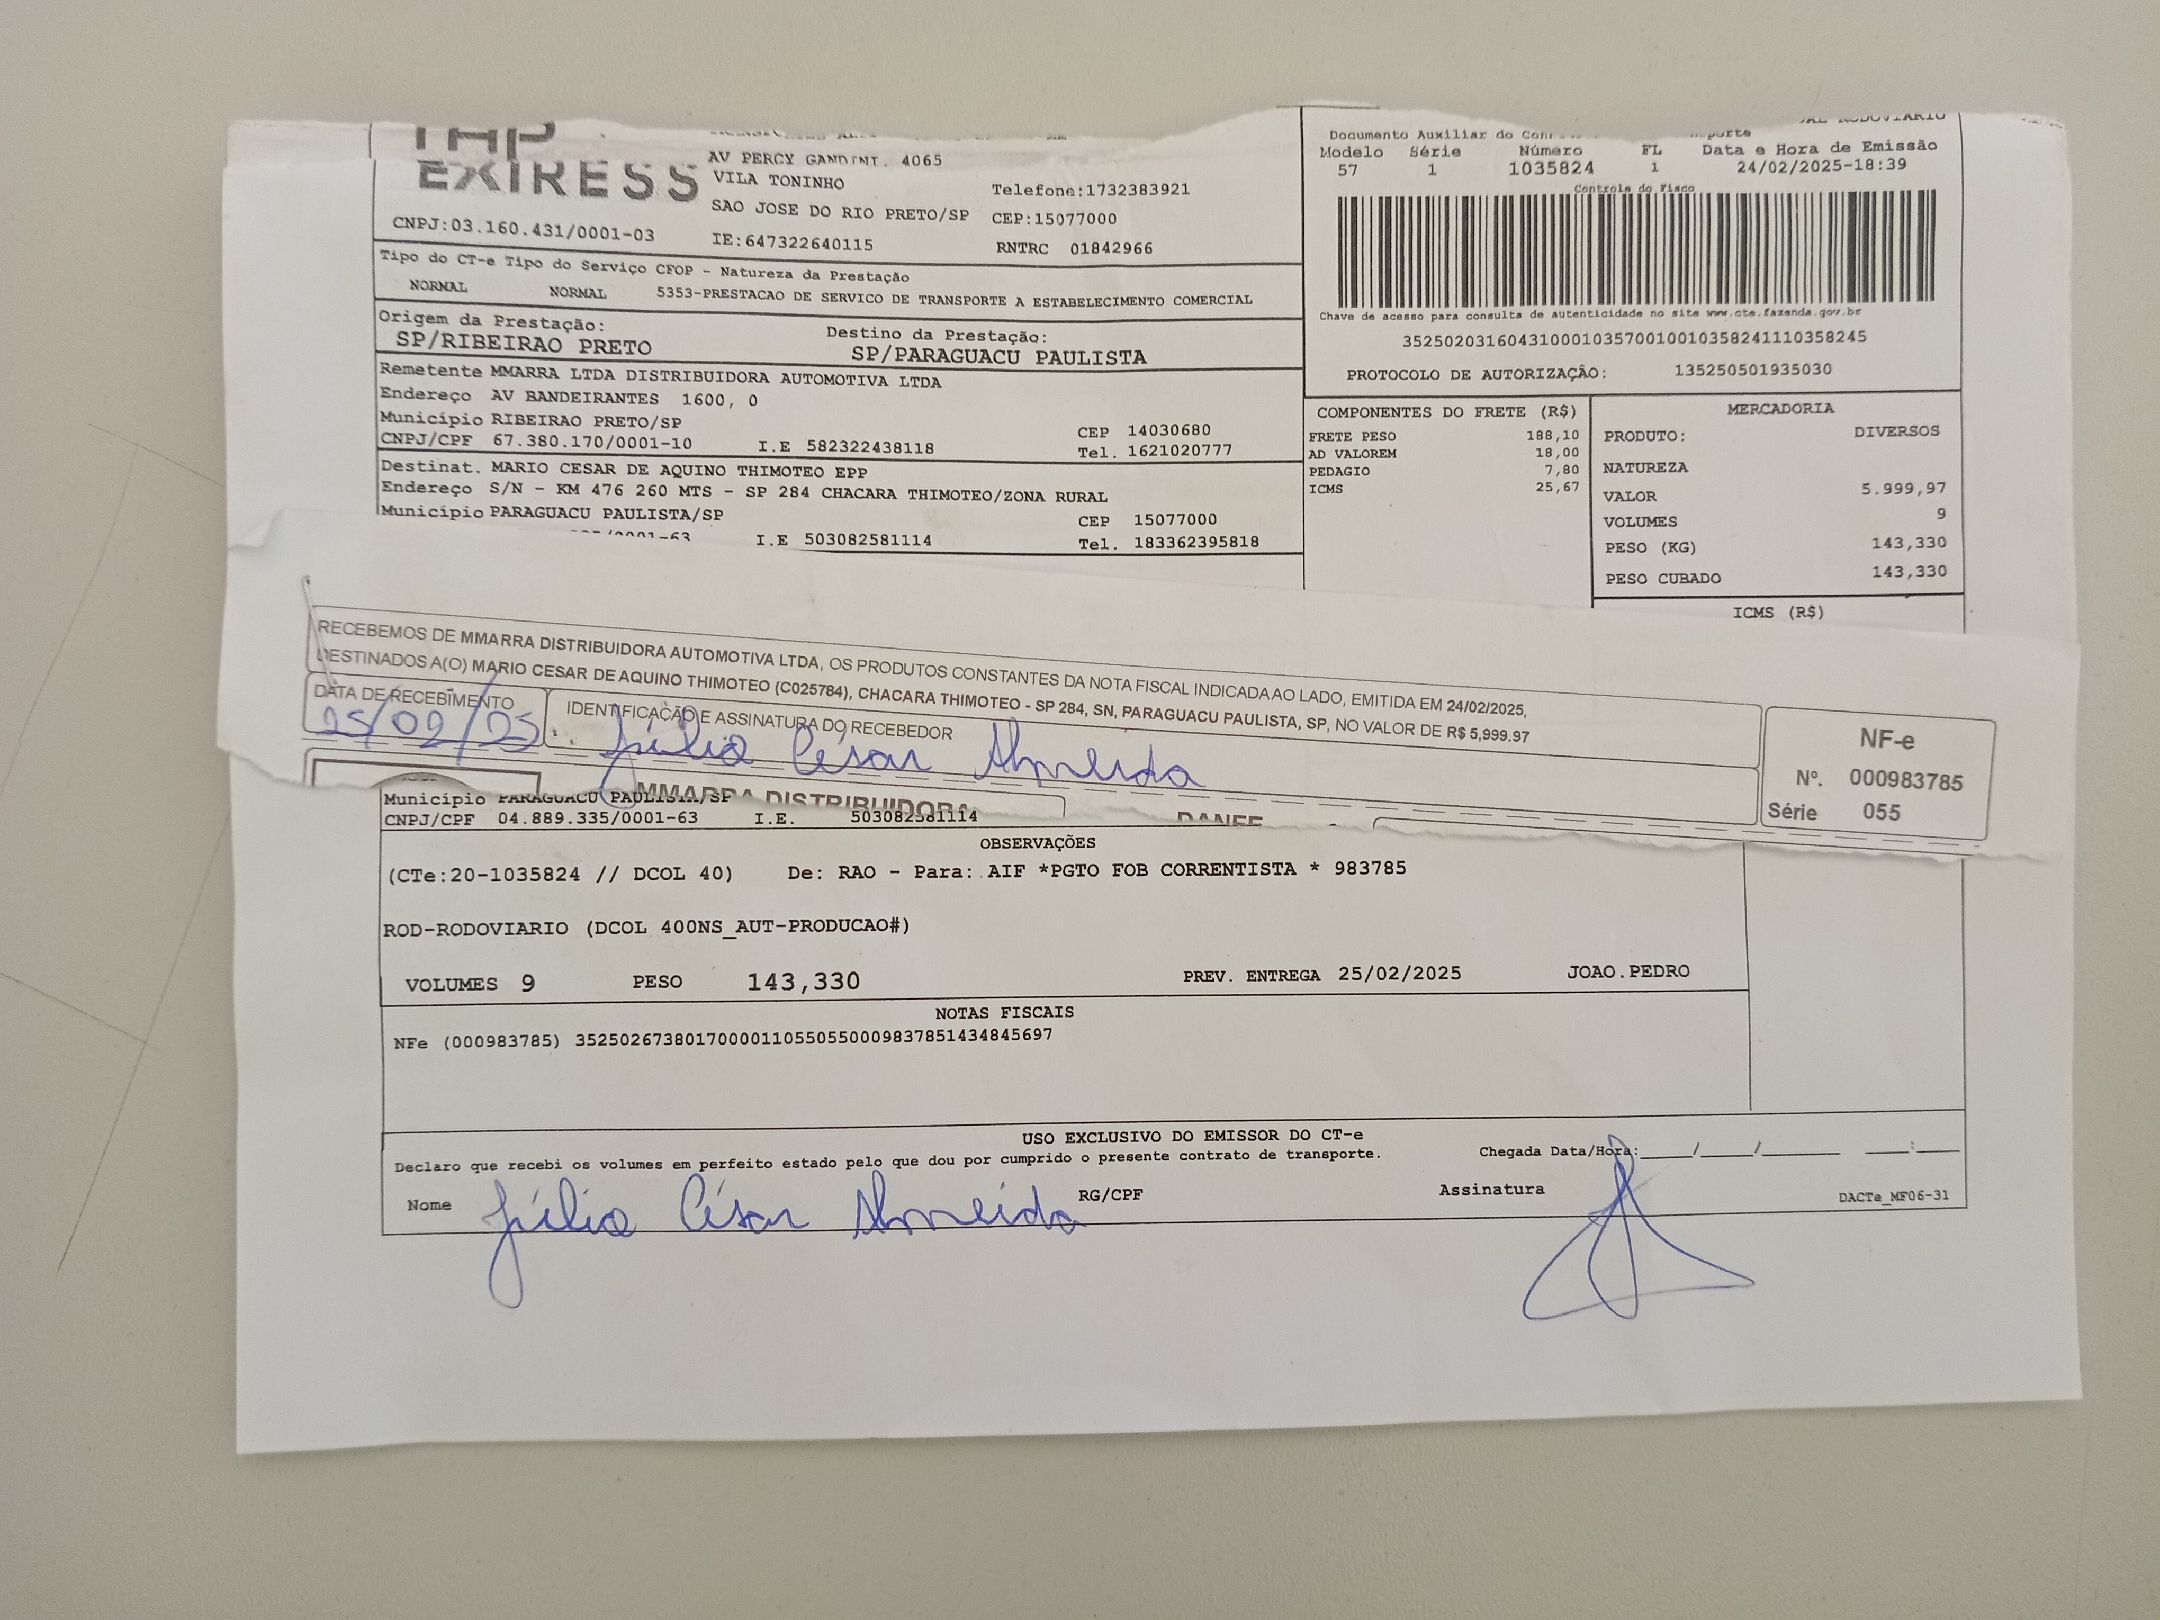 EXPRESS
AV PERCY GANDINI. 4065
VILA TONINHO
SAO JOSE DO RIO PRETO/SP
Telefone:1732383921
CEP:15077000
CNPJ:03.160.431/0001-03
IE:647322640115
RNTRC 01842966
Documento Auxiliar do
Modelo Série Número FL Data e Hora de Emissão
57 1 1035824 1 24/02/2025-18:39
Controle do Fisco
Chave de acesso para consulta de autenticidade no site www.cte.fazenda.gov.br
35250203160431000103570010010358241110358245
PROTOCOLO DE AUTORIZAÇÃO: 135250501935030
Tipo do CT-e Tipo do Serviço CFOP - Natureza da Prestação
NORMAL NORMAL 5353-PRESTACAO DE SERVICO DE TRANSPORTE A ESTABELECIMENTO COMERCIAL
Origem da Prestação: Destino da Prestação:
SP/RIBEIRAO PRETO SP/PARAGUACU PAULISTA
Remetente MMARRA LTDA DISTRIBUIDORA AUTOMOTIVA LTDA
Endereço AV BANDEIRANTES 1600, 0
Município RIBEIRAO PRETO/SP CEP 14030680
CNPJ/CPF 67.380.170/0001-10 I.E 582322438118 Tel. 1621020777
Destinat. MARIO CESAR DE AQUINO THIMOTEO EPP
Endereço S/N - KM 476 260 MTS - SP 284 CHACARA THIMOTEO/ZONA RURAL
Município PARAGUACU PAULISTA/SP CEP 15077000
/0001-63 I.E 503082581114 Tel. 183362395818
COMPONENTES DO FRETE (R$)
FRETE PESO 188,10
AD VALOREM 18,00
PEDAGIO 7,80
ICMS 25,67
MERCADORIA
PRODUTO: DIVERSOS
NATUREZA
VALOR 5.999,97
VOLUMES 9
PESO (KG) 143,330
PESO CUBADO 143,330
ICMS (R$)
RECEBEMOS DE MMARRA DISTRIBUIDORA AUTOMOTIVA LTDA, OS PRODUTOS CONSTANTES DA NOTA FISCAL INDICADA AO LADO, EMITIDA EM 24/02/2025,
DESTINADOS A(O) MARIO CESAR DE AQUINO THIMOTEO (C025784), CHACARA THIMOTEO - SP 284, SN, PARAGUACU PAULISTA, SP, NO VALOR DE R$ 5,999.97
DATA DE RECEBIMENTO IDENTIFICAÇÃO E ASSINATURA DO RECEBEDOR
25/02/25 Júlio César Almeida
NF-e
Nº. 000983785
Série 055
MMARRA DISTRIBUIDORA
DANFE
Município PARAGUACU PAULISTA/SP
CNPJ/CPF 04.889.335/0001-63 I.E. 503082581114
OBSERVAÇÕES
(CTe:20-1035824 // DCOL 40) De: RAO - Para: AIF *PGTO FOB CORRENTISTA * 983785
ROD-RODOVIARIO (DCOL 400NS_AUT-PRODUCAO#)
VOLUMES 9 PESO 143,330 PREV. ENTREGA 25/02/2025 JOAO.PEDRO
NOTAS FISCAIS
NFe (000983785) 35250267380170000110550550009837851434845697
USO EXCLUSIVO DO EMISSOR DO CT-e
Declaro que recebi os volumes em perfeito estado pelo que dou por cumprido o presente contrato de transporte. Chegada Data/Hora:____/____/______ ___:___
Nome Júlio César Almeida RG/CPF Assinatura DACTe_MF06-31